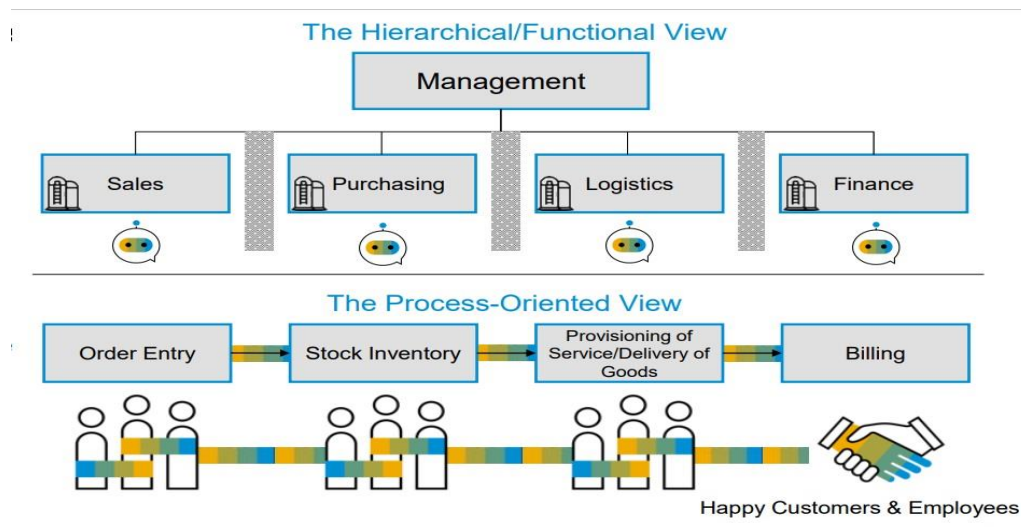 The Hierarchical/Functional View
Management
Sales
Purchasing
Logistics
Finance
The Process-Oriented View
Order Entry
Stock Inventory
Provisioning of
Service/Delivery of
Goods
Billing
Happy Customers & Employees